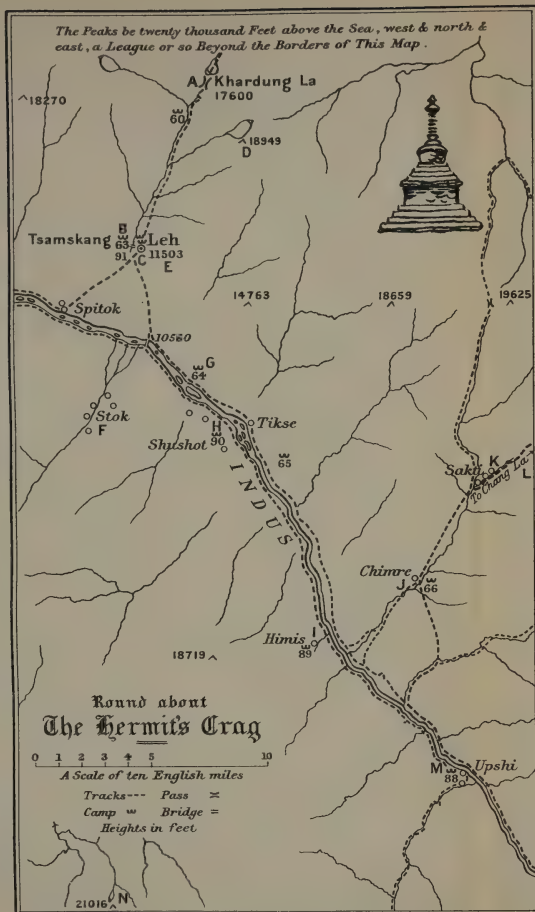 The Peaks be twenty thousand Feet above the Sea, west & north &
east, a League or so Beyond the Borders of This Map.
A Khardung La
17600
18270
60
18949
D
B
Tsamskang 63 Leh
91 11503
C E
Spitok
14763
18659
19625
10560
G
64
Stok
F
H
90
Shushot
Tikse
65
INDUS
K
Sakti
To Chang La
L
Chimre
J
66
Himis
I
89
18719
Round about
The Hermit's Crag
0 1 2 3 4 5 10
A Scale of ten English miles
Tracks--- Pass
Camp Bridge =
Heights in feet
M
88
Upshi
21016
N